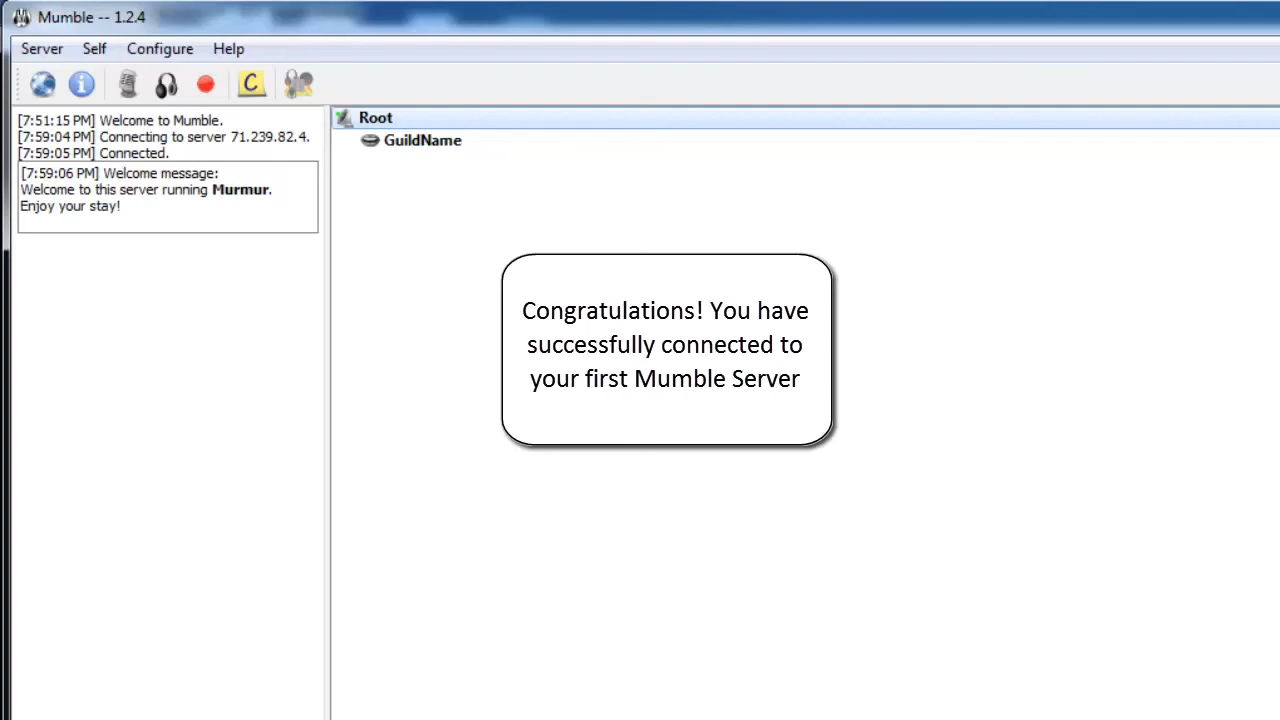 Mumble -- 1.2.4
Server Self Configure Help
C
[7:51:15 PM] Welcome to Mumble.
[7:59:04 PM] Connecting to server 71.239.82.4.
[7:59:05 PM] Connected.
[7:59:06 PM] Welcome message:
Welcome to this server running Murmur.
Enjoy your stay!
Root
GuildName
Congratulations! You have
successfully connected to
your first Mumble Server